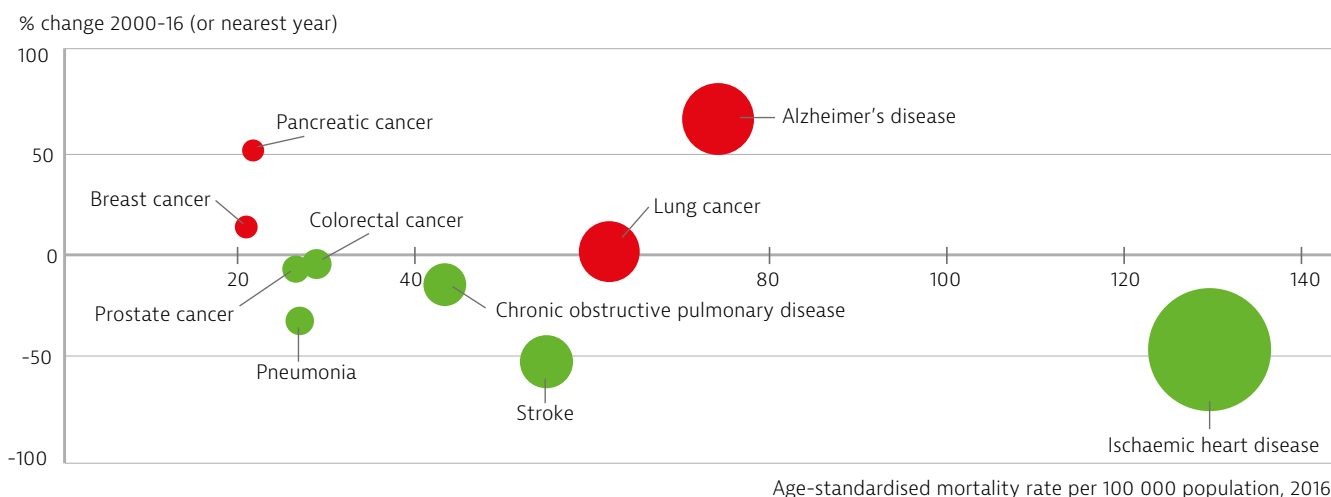 % change 2000-16 (or nearest year)
100
Pancreatic cancer
Alzheimer's disease
50
Breast cancer
Colorectal cancer
Lung cancer
0
20
40
80
100
120
140
Prostate cancer
Chronic obstructive pulmonary disease
-50
Pneumonia
Stroke
Ischaemic heart disease
-100
Age-standardised mortality rate per 100 000 population, 2016